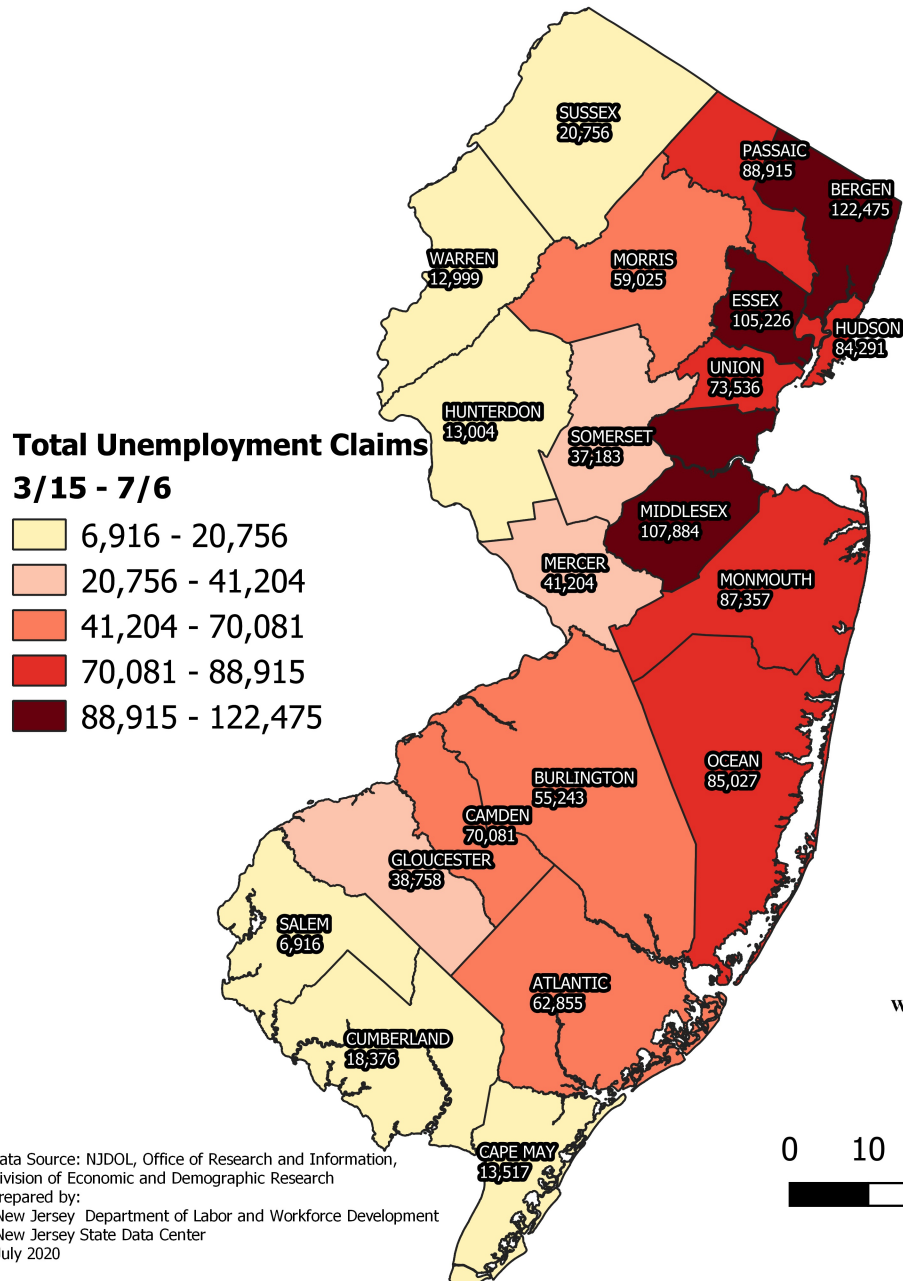 SUSSEX
20,756
PASSAIC
88,915
BERGEN
122,475
WARREN
12,999
MORRIS
59,025
ESSEX
105,226
HUDSON
84,291
UNION
73,536
HUNTERDON
13,004
SOMERSET
37,183
Total Unemployment Claims
3/15 - 7/6
6,916 - 20,756
20,756 - 41,204
41,204 - 70,081
70,081 - 88,915
88,915 - 122,475
MIDDLESEX
107,884
MERCER
41,204
MONMOUTH
87,357
OCEAN
85,027
BURLINGTON
55,243
CAMDEN
70,081
GLOUCESTER
38,758
SALEM
6,916
ATLANTIC
62,855
W
CUMBERLAND
18,376
CAPE MAY
13,517
0 10
ata Source: NJDOL, Office of Research and Information,
ivision of Economic and Demographic Research
repared by:
New Jersey Department of Labor and Workforce Development
New Jersey State Data Center
uly 2020